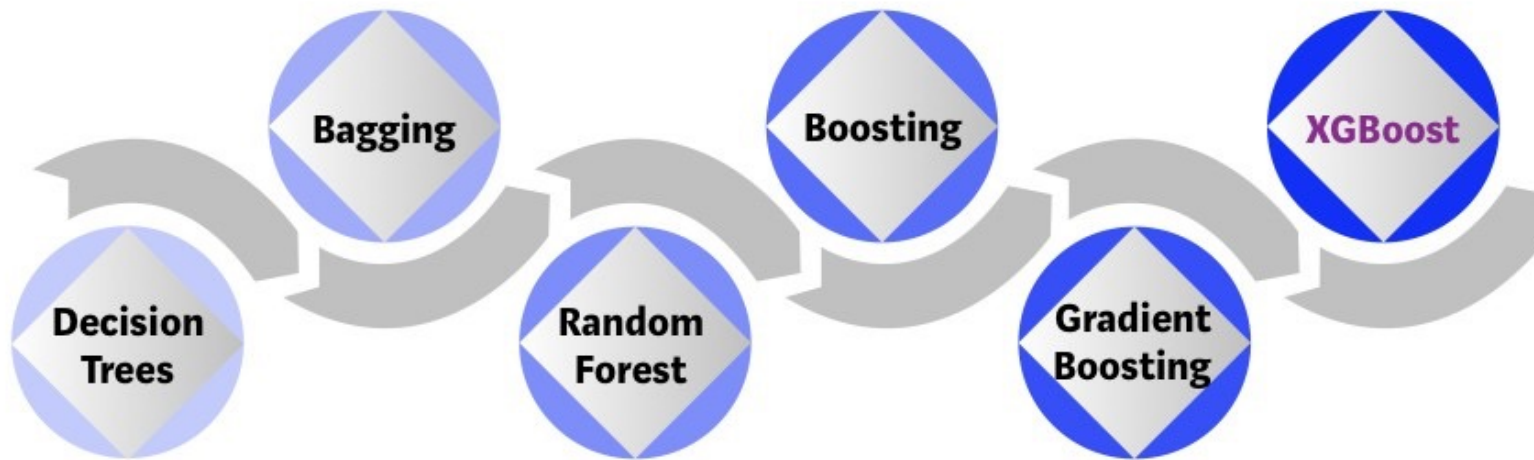 Decision
Trees
Bagging
Random
Forest
Boosting
Gradient
Boosting
XGBoost